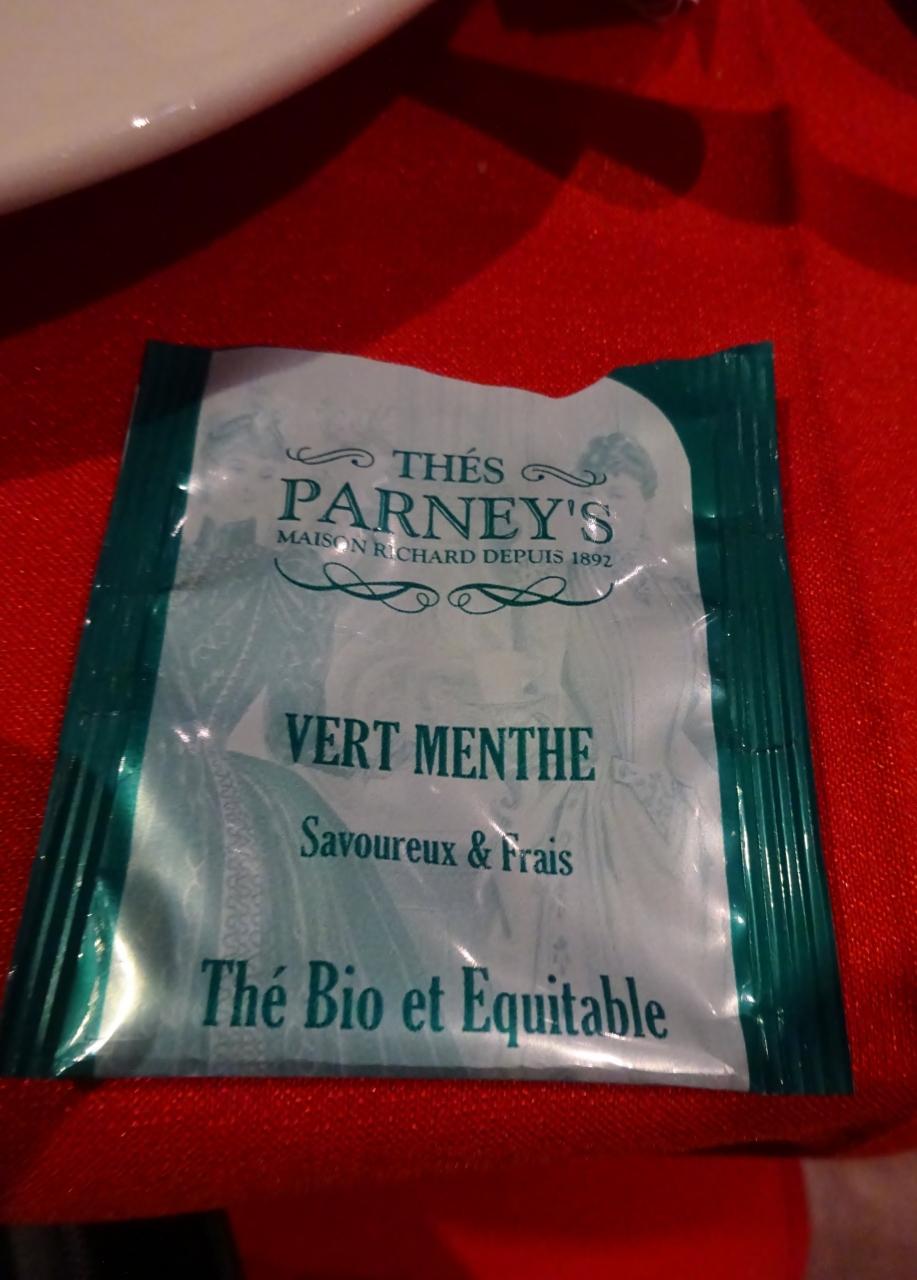 THÉS
PARNEY'S
MAISON RICHARD DEPUIS 1892
VERT MENTHE
Savoureux & Frais
Thé Bio et Equitable